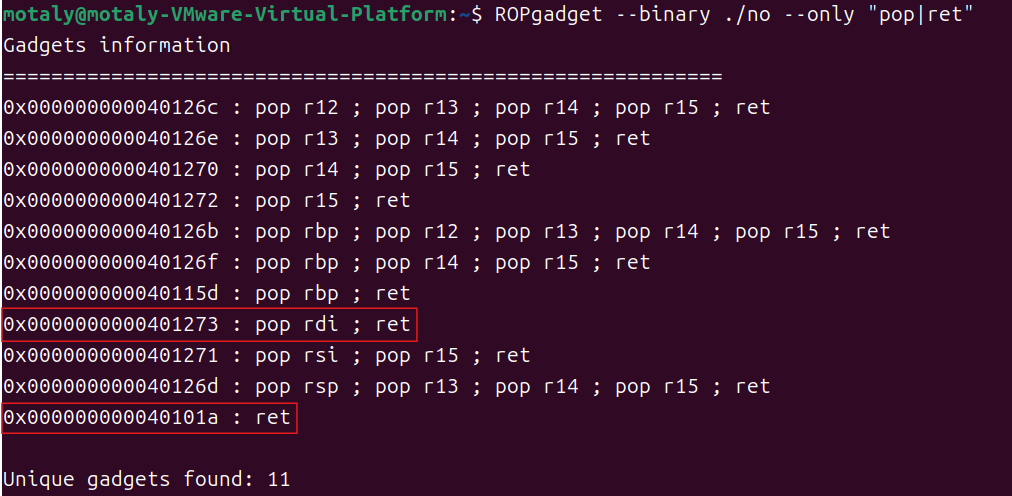 motaly@motaly-VMware-Virtual-Platform:~$ ROPgadget --binary ./no --only "pop|ret"
Gadgets information
============================================================
0x000000000040126c : pop r12 ; pop r13 ; pop r14 ; pop r15 ; ret
0x000000000040126e : pop r13 ; pop r14 ; pop r15 ; ret
0x0000000000401270 : pop r14 ; pop r15 ; ret
0x0000000000401272 : pop r15 ; ret
0x000000000040126b : pop rbp ; pop r12 ; pop r13 ; pop r14 ; pop r15 ; ret
0x000000000040126f : pop rbp ; pop r14 ; pop r15 ; ret
0x000000000040115d : pop rbp ; ret
0x0000000000401273 : pop rdi ; ret
0x0000000000401271 : pop rsi ; pop r15 ; ret
0x000000000040126d : pop rsp ; pop r13 ; pop r14 ; pop r15 ; ret
0x000000000040101a : ret
Unique gadgets found: 11